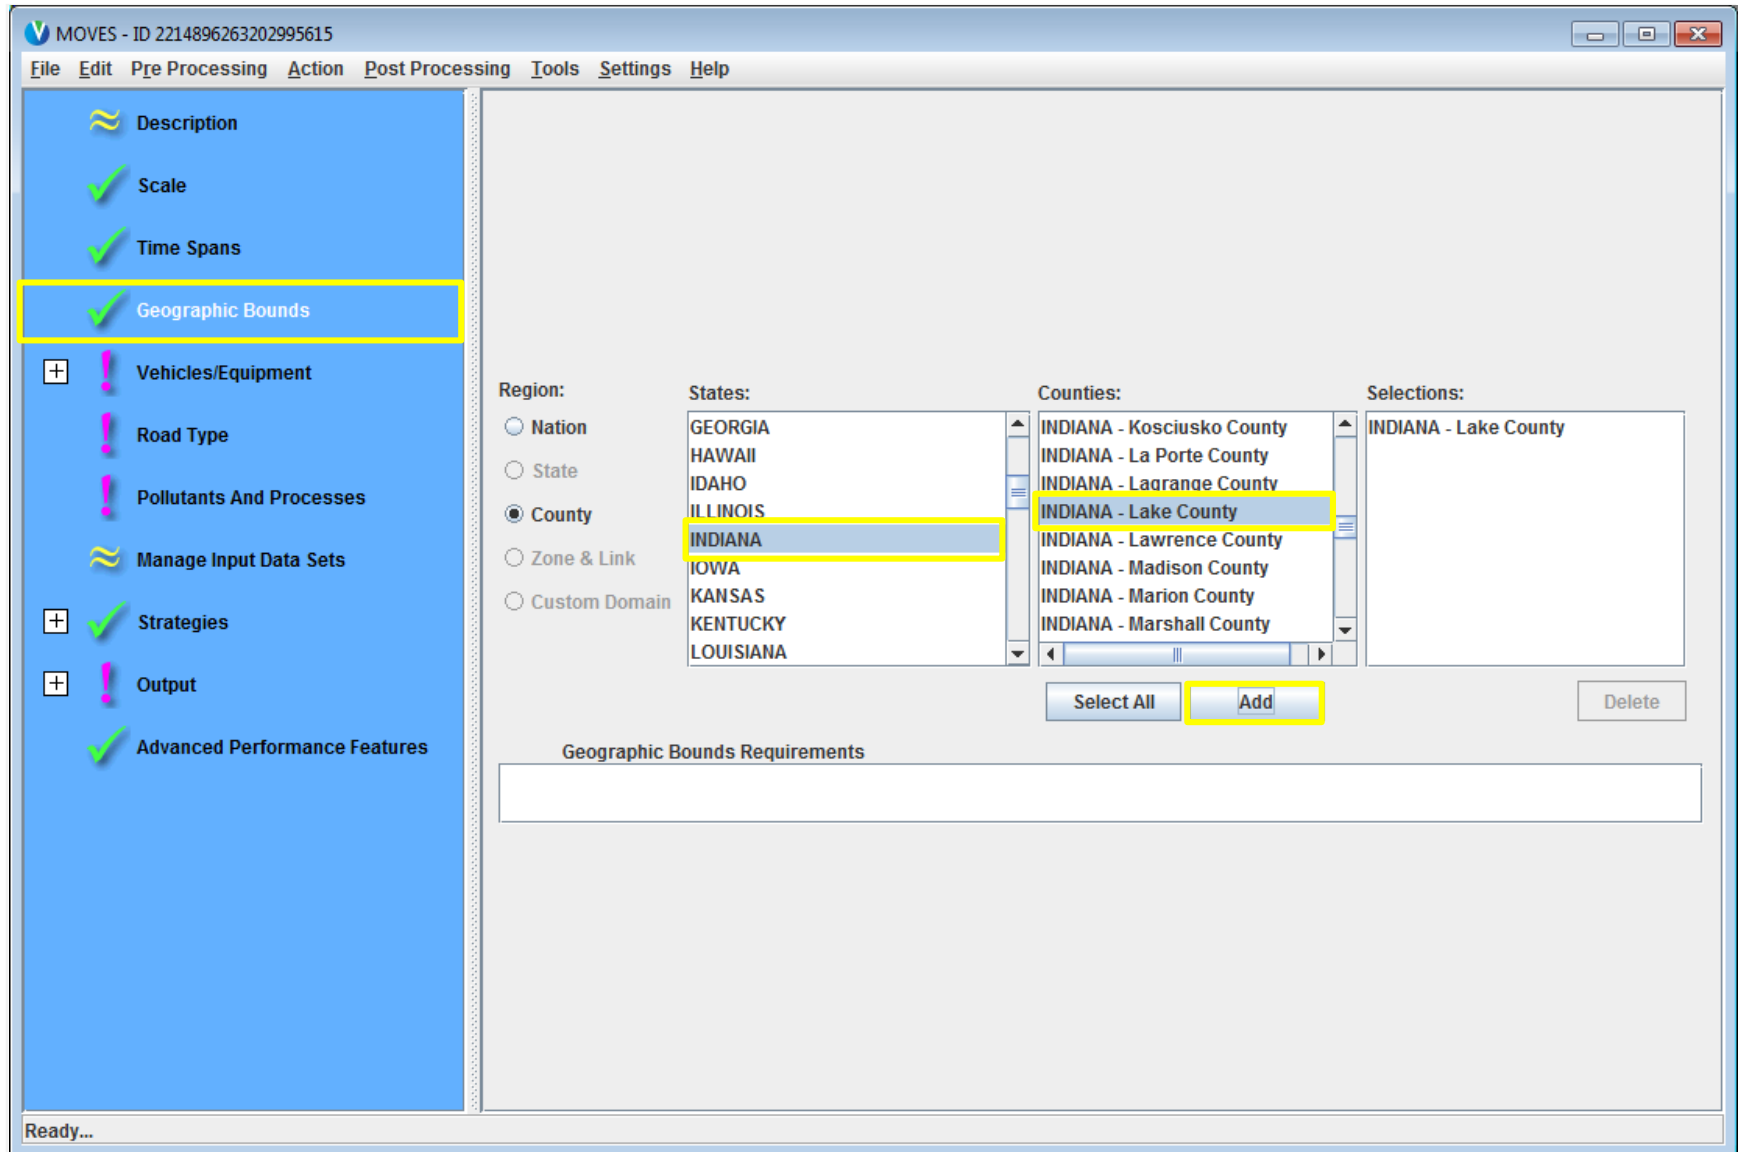 MOVES - ID 2214896263202995615
File Edit Pre Processing Action Post Processing Tools Settings Help
Description
Scale
Time Spans
Geographic Bounds
Vehicles/Equipment
Road Type
Pollutants And Processes
Manage Input Data Sets
Strategies
Output
Advanced Performance Features
Region:
Nation
State
County
Zone & Link
Custom Domain
States:
GEORGIA
HAWAII
IDAHO
ILLINOIS
INDIANA
IOWA
KANSAS
KENTUCKY
LOUISIANA
Counties:
INDIANA - Kosciusko County
INDIANA - La Porte County
INDIANA - Lagrange County
INDIANA - Lake County
INDIANA - Lawrence County
INDIANA - Madison County
INDIANA - Marion County
INDIANA - Marshall County
Selections:
INDIANA - Lake County
Select All
Add
Delete
Geographic Bounds Requirements
Ready...